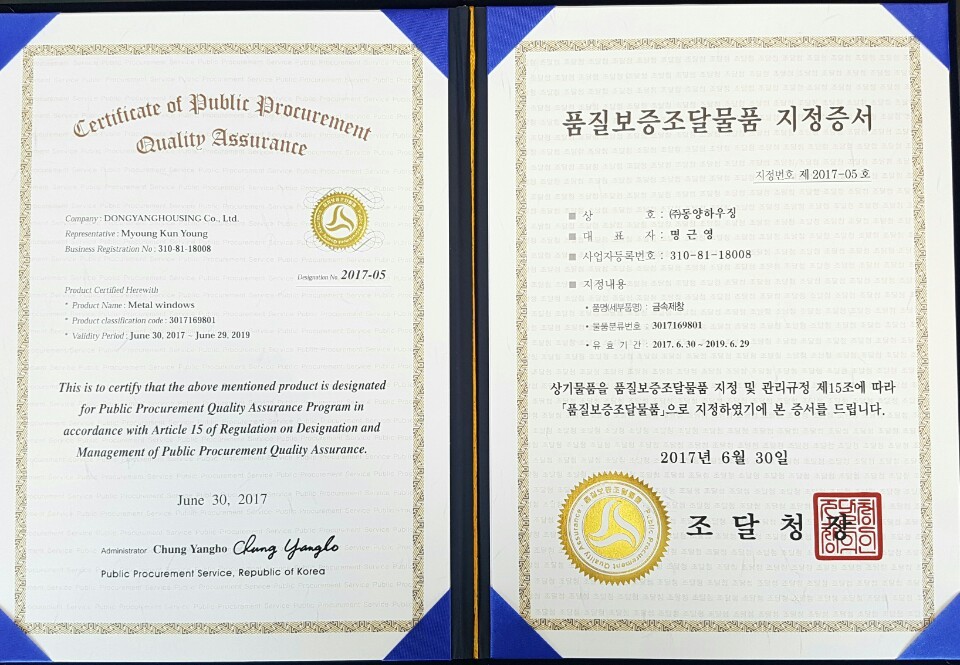 Certificate of Public Procurement
Quality Assurance
Company : DONGYANGHOUSING Co., Ltd.
Representative : Myoung Kun Young
Business Registration No : 310-81-18008
Designation No. 2017-05
Product Certified Herewith
* Product Name : Metal windows
* Product classification code : 3017169801
* Validity Period : June 30, 2017 ~ June 29, 2019
This is to certify that the above mentioned product is designated
for Public Procurement Quality Assurance Program in
accordance with Article 15 of Regulation on Designation and
Management of Public Procurement Quality Assurance.
June 30, 2017
Administrator Chung Yangho Chung Yangho
Public Procurement Service, Republic of Korea
품질보증조달물품 지정증서
지정번호 제 2017-05 호
■ 상 호 : ㈜동양하우징
■ 대 표 자 : 명 근 영
■ 사업자등록번호 : 310-81-18008
■ 지정내용
• 품명(세부품명) : 금속제창
• 물품분류번호 : 3017169801
• 유 효 기 간 : 2017. 6. 30 ~ 2019. 6. 29
상기물품을 품질보증조달물품 지정 및 관리규정 제15조에 따라
「품질보증조달물품」으로 지정하였기에 본 증서를 드립니다.
2017년 6월 30일
조 달 청 장
품질보증조달물품
Public Procurement Quality Assurance